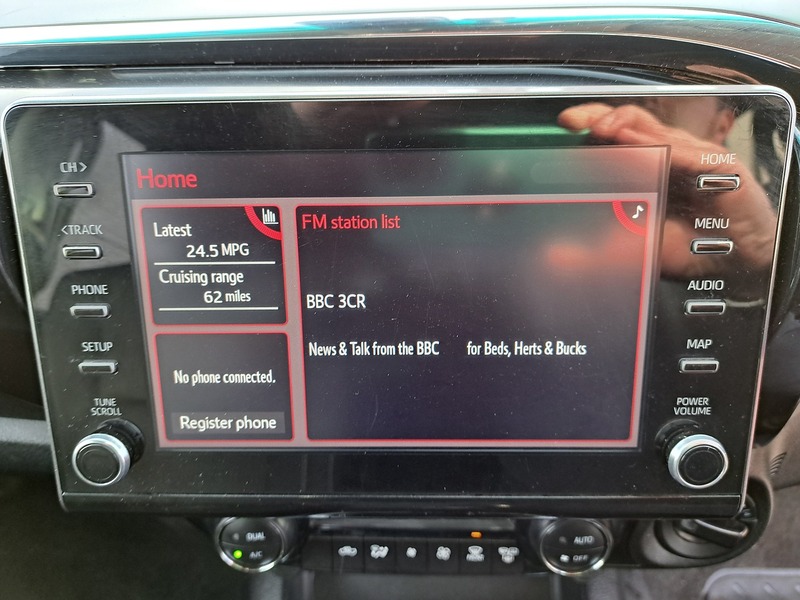 CH >
<TRACK
PHONE
SETUP
TUNE
SCROLL
Home
Latest
24.5 MPG
Cruising range
62 miles
No phone connected.
Register phone
FM station list
BBC 3CR
News & Talk from the BBC for Beds, Herts & Bucks
HOME
MENU
AUDIO
MAP
POWER
VOLUME
DUAL
A/C
AUTO
OFF